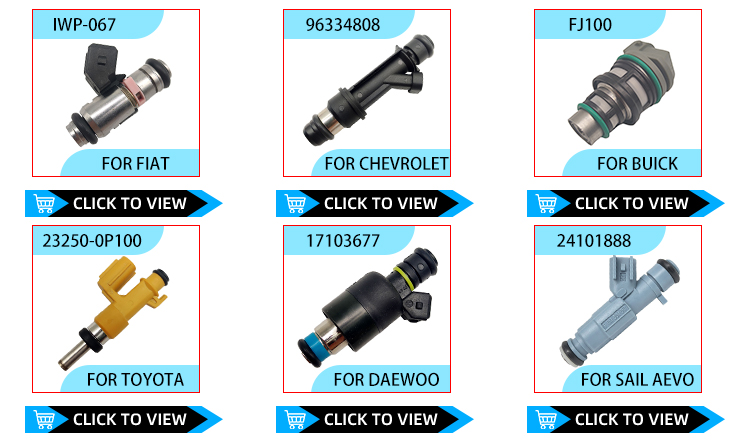 IWP-067
96334808
FJ100
FOR FIAT
FOR CHEVROLET
FOR BUICK
CLICK TO VIEW
CLICK TO VIEW
CLICK TO VIEW
23250-0P100
17103677
24101888
FOR TOYOTA
FOR DAEWOO
FOR SAIL AEVO
CLICK TO VIEW
CLICK TO VIEW
CLICK TO VIEW